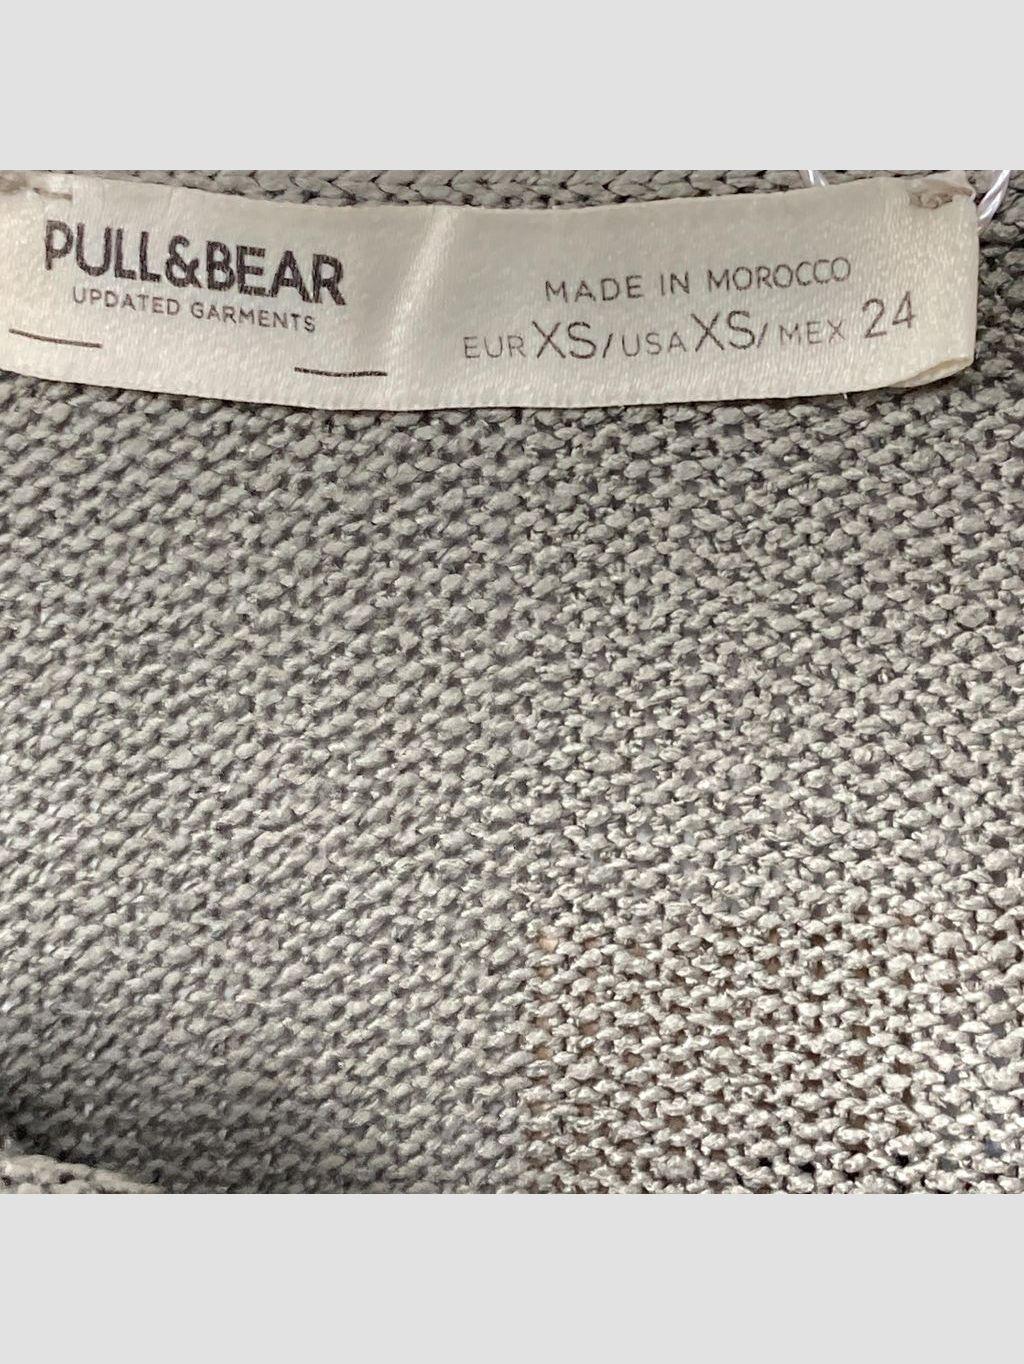 PULL&BEAR
UPDATED GARMENTS
MADE IN MOROCCO
EUR XS/USA XS/ MEX 24